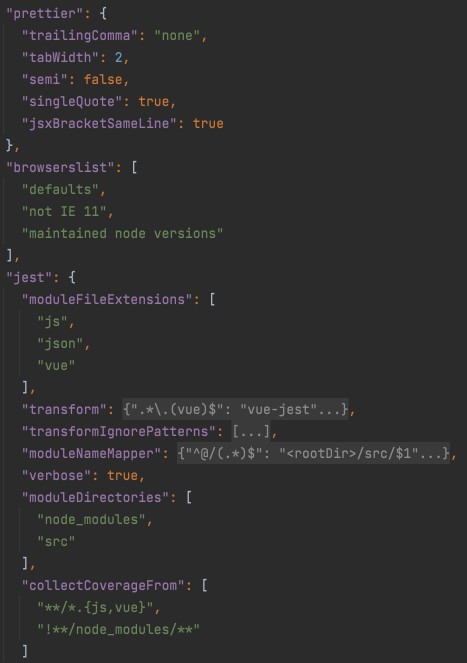 "prettier": {
  "trailingComma": "none",
  "tabWidth": 2,
  "semi": false,
  "singleQuote": true,
  "jsxBracketSameLine": true
},
"browserslist": [
  "defaults",
  "not IE 11",
  "maintained node versions"
],
"jest": {
  "moduleFileExtensions": [
    "js",
    "json",
    "vue"
  ],
  "transform": {".*\.(vue)$": "vue-jest"...},
  "transformIgnorePatterns": [...],
  "moduleNameMapper": {"^@/(.*)$": "<rootDir>/src/$1"...},
  "verbose": true,
  "moduleDirectories": [
    "node_modules",
    "src"
  ],
  "collectCoverageFrom": [
    "**/*.{js,vue}",
    "!**/node_modules/**"
  ]